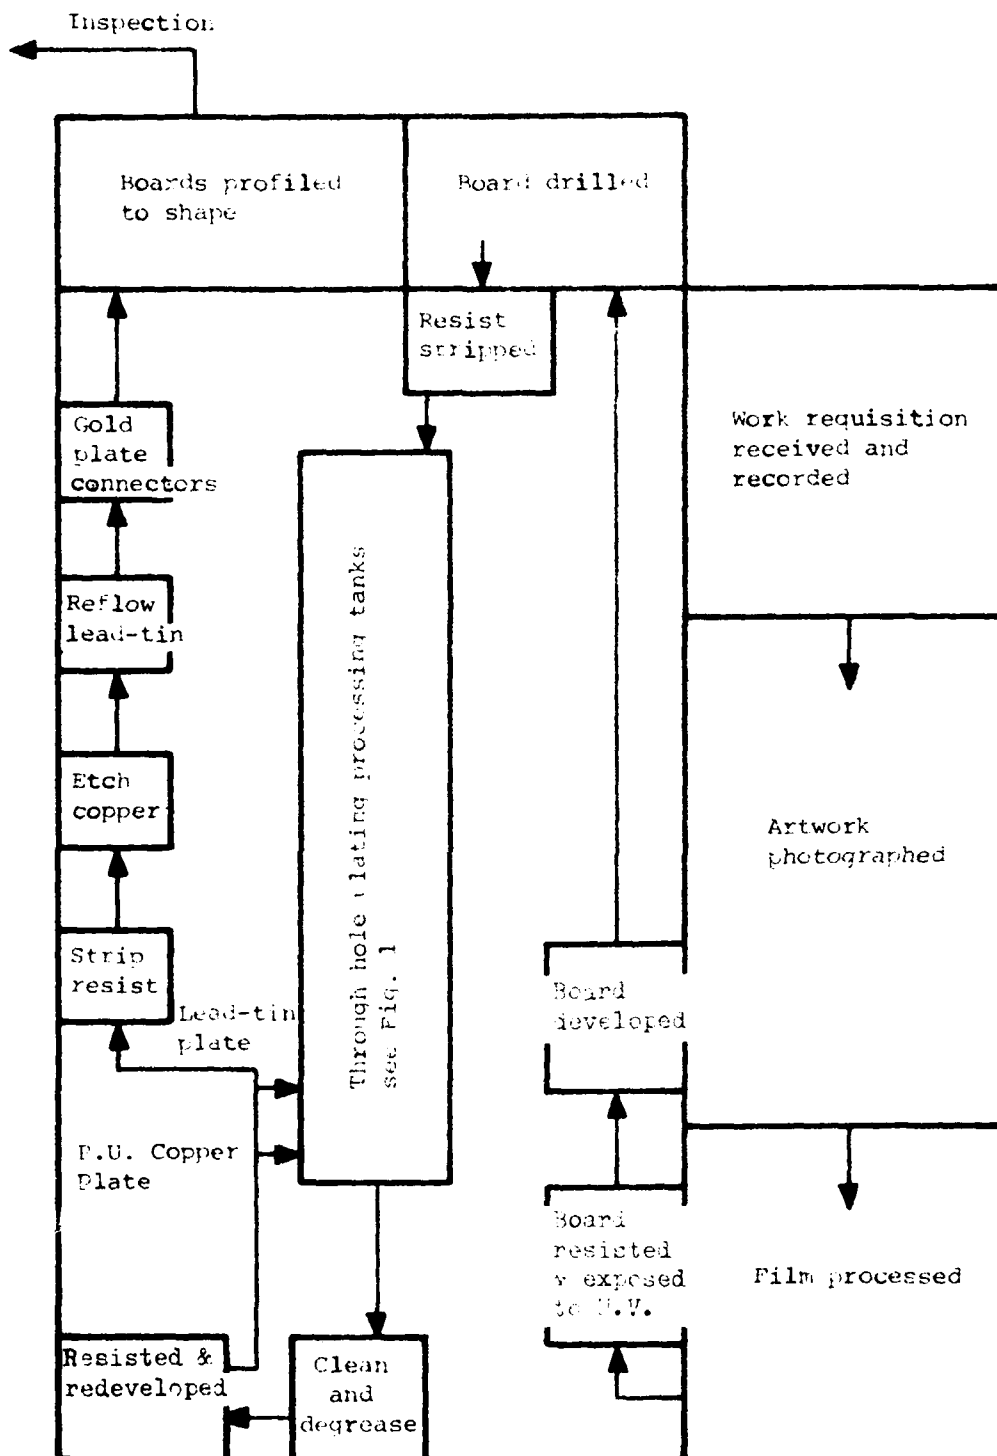 Inspection
Boards profiled
to shape
Board drilled
Resist
stripped
Gold
plate
connectors
Work requisition
received and
recorded
Reflow
lead-tin
Through hole processing tanks
see Fig. 1
Etch
copper
Artwork
photographed
Strip
resist
Lead-tin
plate
Board
developed
P.U. Copper
Plate
Board
resisted
exposed
to U.V.
Film processed
Resisted &
redeveloped
Clean
and
degrease